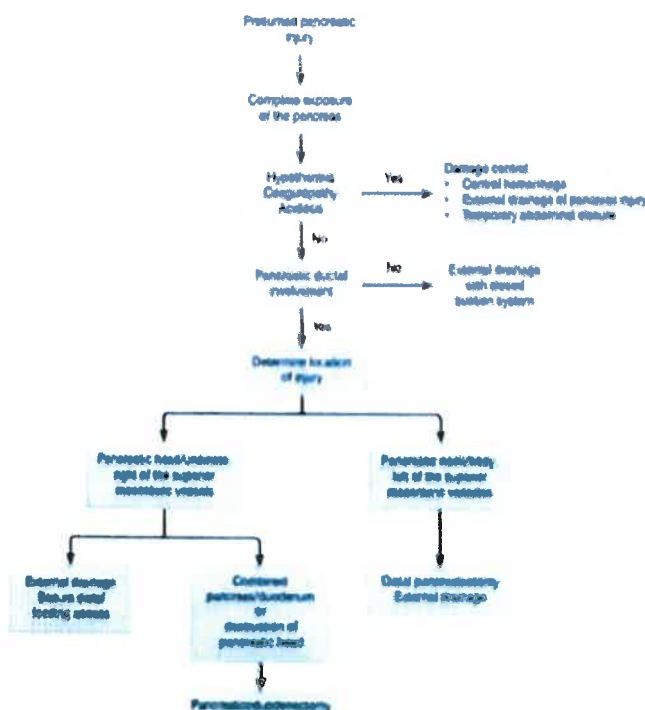 Presumed pancreatic
injury
Complete exposure
of the pancreas
Hypothermia
Coagulopathy
Acidosis
Yes
Damage control
• Control hemorrhage
• External drainage of pancreas injury
• Temporary abdominal closure
No
Pancreatic ductal
involvement
No
External drainage
with closed
suction system
Yes
Determine location
of injury
Pancreatic head/uncinate
right of the superior
mesenteric vessels
Pancreatic neck/body
left of the superior
mesenteric vessels
External drainage
distal
feeding access
Combined
pancreas/duodenum
or
destruction of
pancreatic head
Distal pancreatectomy
External drainage
Pancreaticoduodenectomy